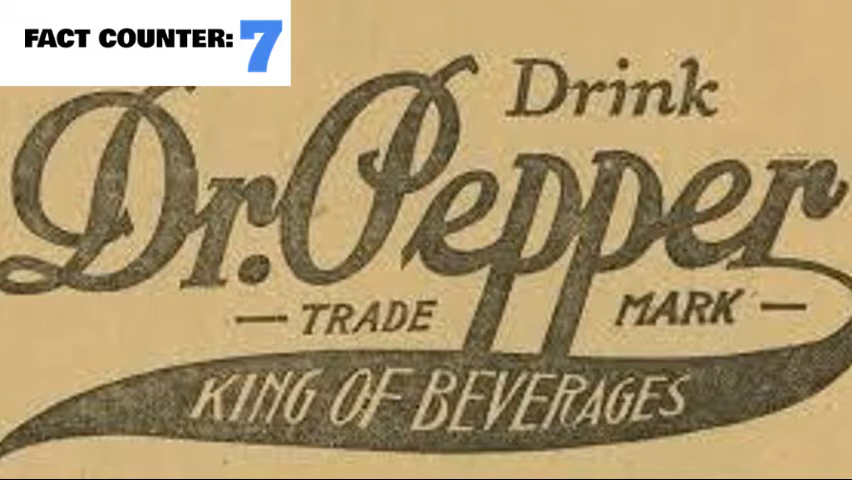 FACT COUNTER: 7
Drink
Dr. Pepper
— TRADE MARK —
KING OF BEVERAGES